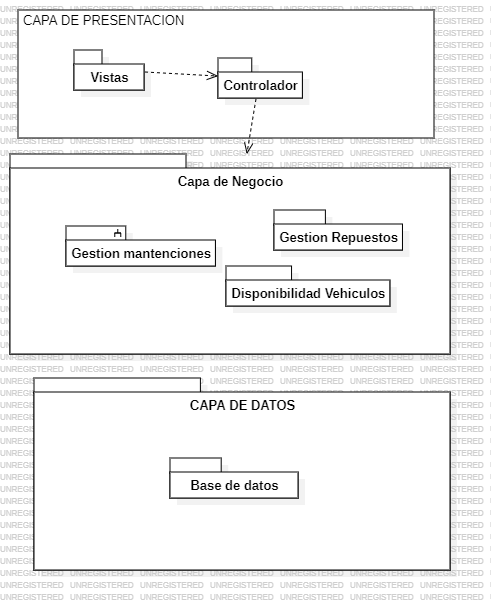 CAPA DE PRESENTACION
Vistas
Controlador
Capa de Negocio
Gestion Repuestos
Gestion mantenciones
Disponibilidad Vehiculos
CAPA DE DATOS
Base de datos
UNREGISTERED